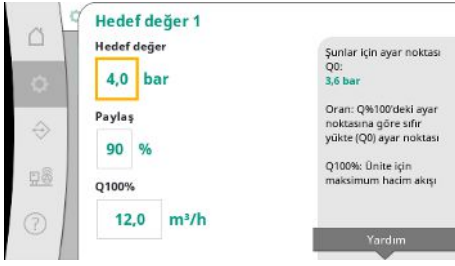 Hedef değer 1
Hedef değer
4,0 bar
Paylaş
90 %
Q100%
12,0 m³/h
Şunlar için ayar noktası
Q0:
3,6 bar
Oran: Q%100'deki ayar
noktasına göre sıfır
yükte (Q0) ayar noktası
Q100%: Ünite için
maksimum hacim akışı
Yardım
?